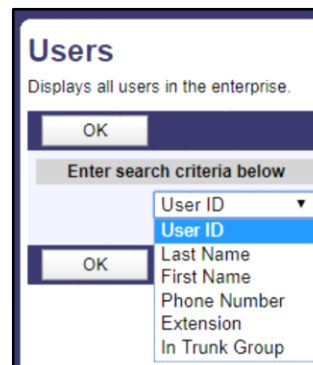 Users
Displays all users in the enterprise.
OK
Enter search criteria below
User ID
User ID
Last Name
OK
First Name
Phone Number
Extension
In Trunk Group